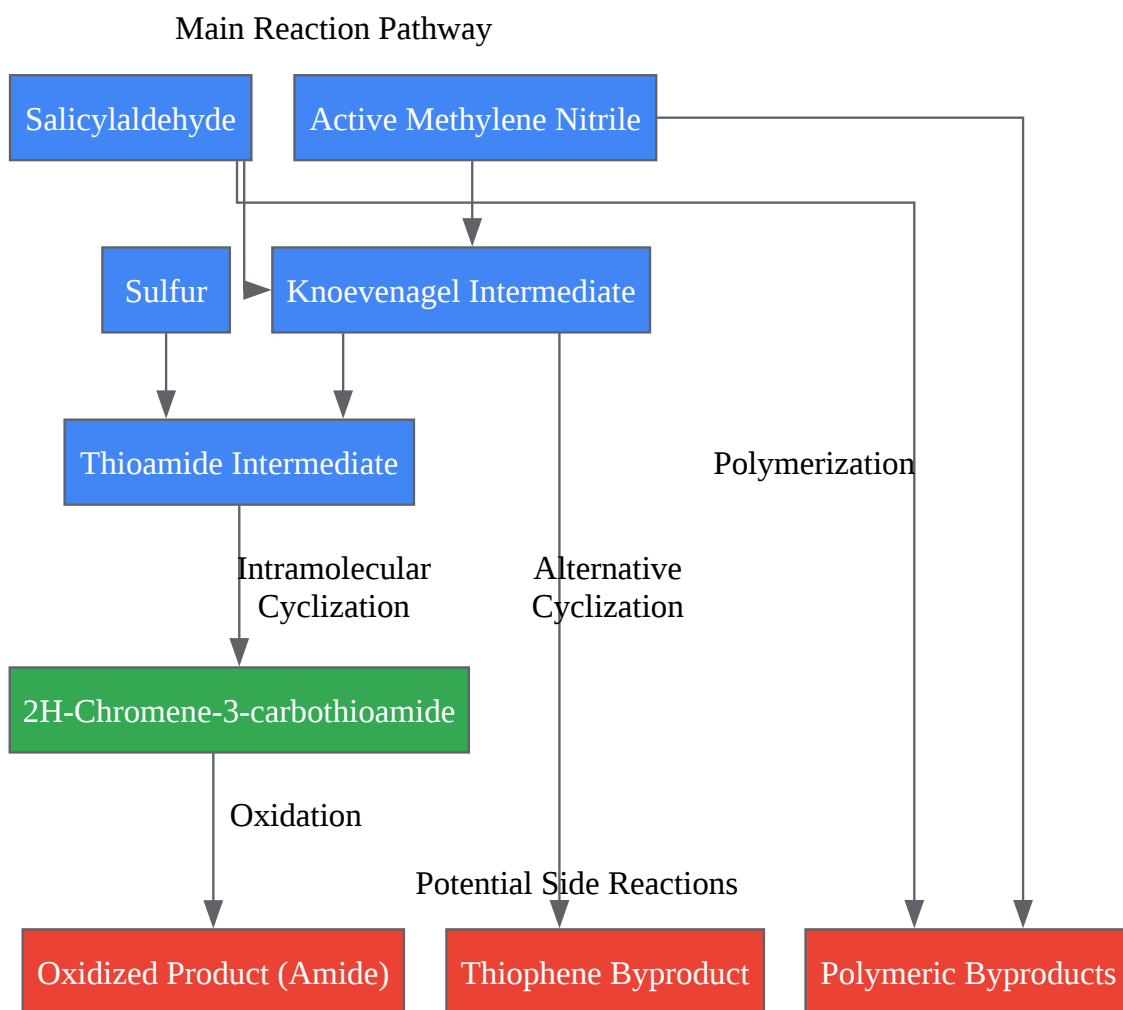 Main Reaction Pathway
Salicylaldehyde
Active Methylene Nitrile
Sulfur
Knoevenagel Intermediate
Thioamide Intermediate
Polymerization
Intramolecular
Cyclization
Alternative
Cyclization
2H-Chromene-3-carbothioamide
Oxidation
Potential Side Reactions
Oxidized Product (Amide)
Thiophene Byproduct
Polymeric Byproducts